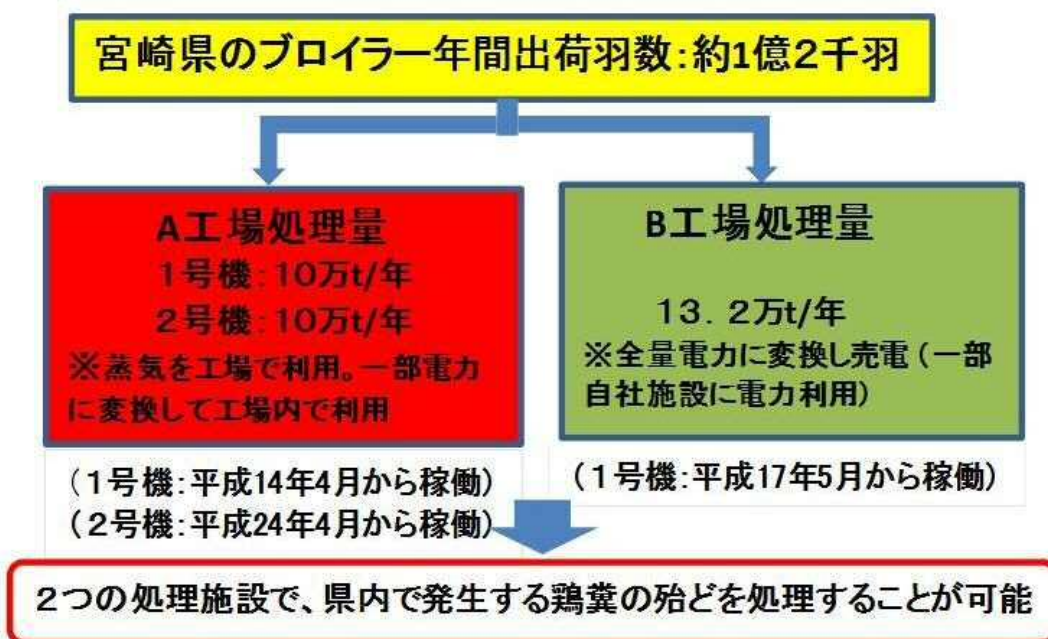 宮崎県のブロイラー年間出荷羽数:約1億2千羽
A工場処理量
1号機:10万t/年
2号機:10万t/年
※蒸気を工場で利用。一部電力
に変換して工場内で利用
B工場処理量
13.2万t/年
※全量電力に変換し売電(一部
自社施設に電力利用)
(1号機:平成14年4月から稼働)
(2号機:平成24年4月から稼働)
(1号機:平成17年5月から稼働)
2つの処理施設で、県内で発生する鶏糞の殆どを処理することが可能